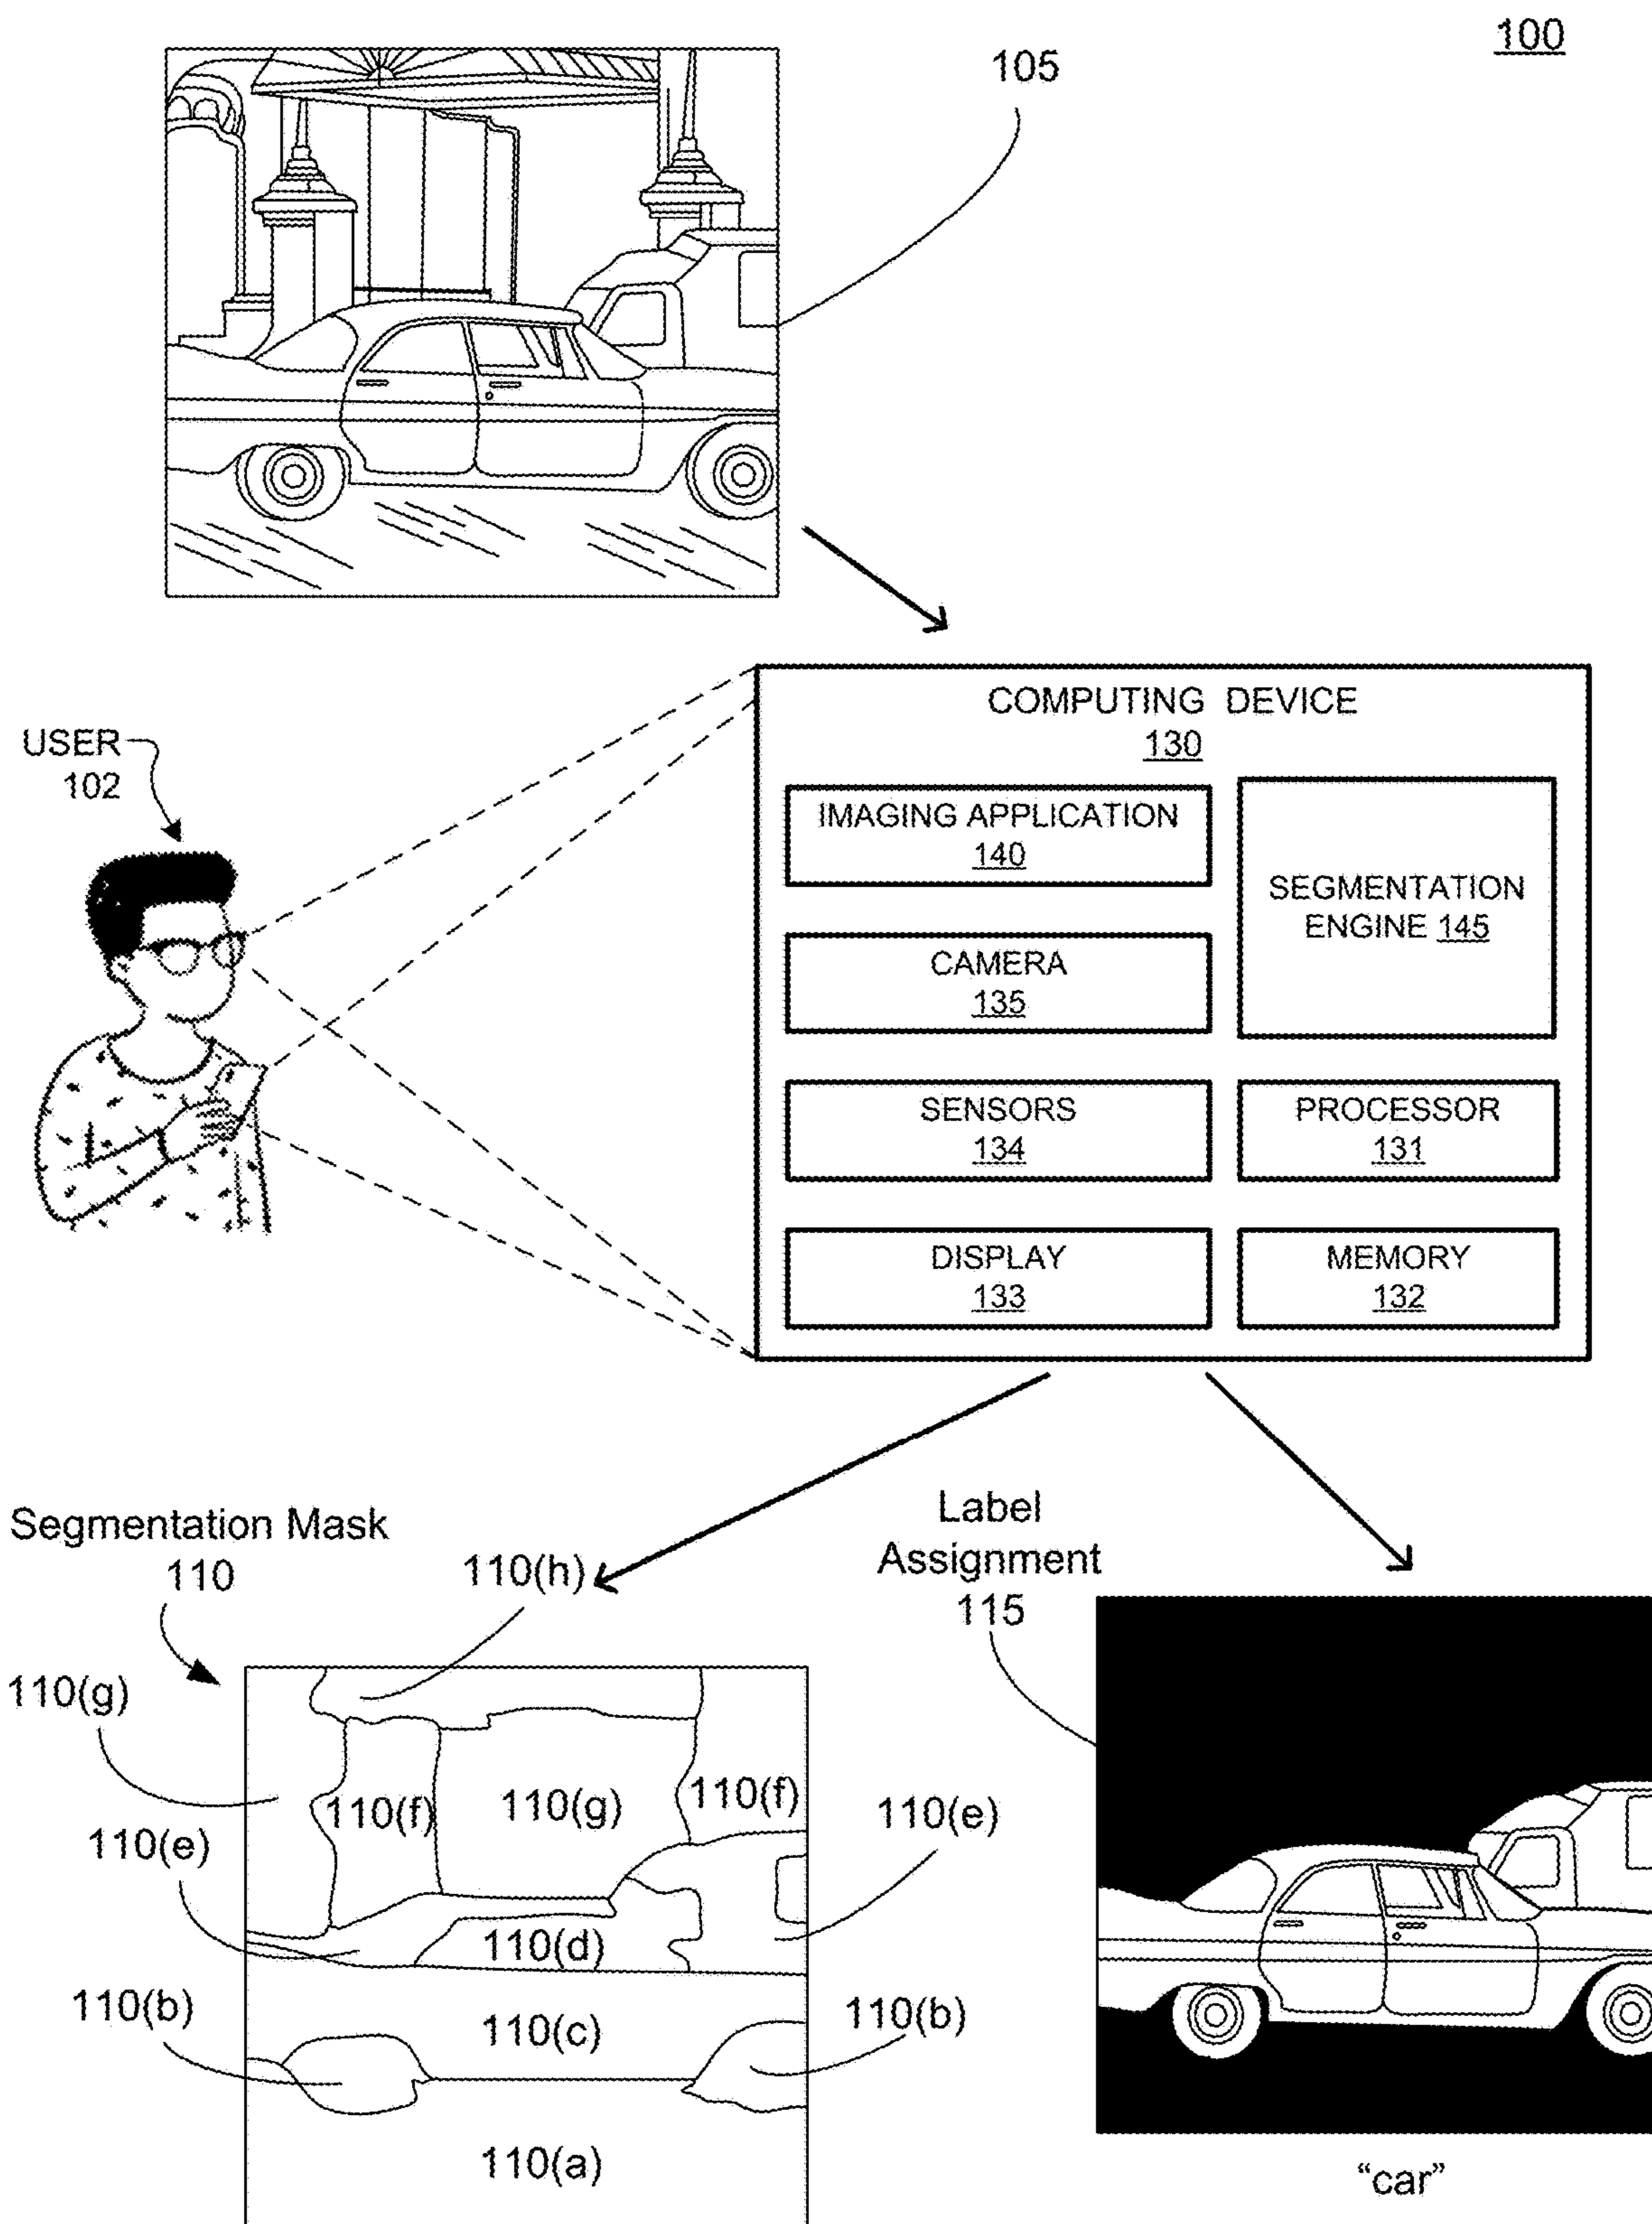 100
105
COMPUTING DEVICE
130
USER
102
IMAGING APPLICATION
140
SEGMENTATION
ENGINE 145
CAMERA
135
SENSORS
134
PROCESSOR
131
DISPLAY
133
MEMORY
132
Segmentation Mask
110
110(h)
Label
Assignment
115
110(g)
110(f)
110(g)
110(f)
110(e)
110(e)
110(d)
110(b)
110(c)
110(b)
110(a)
“car”